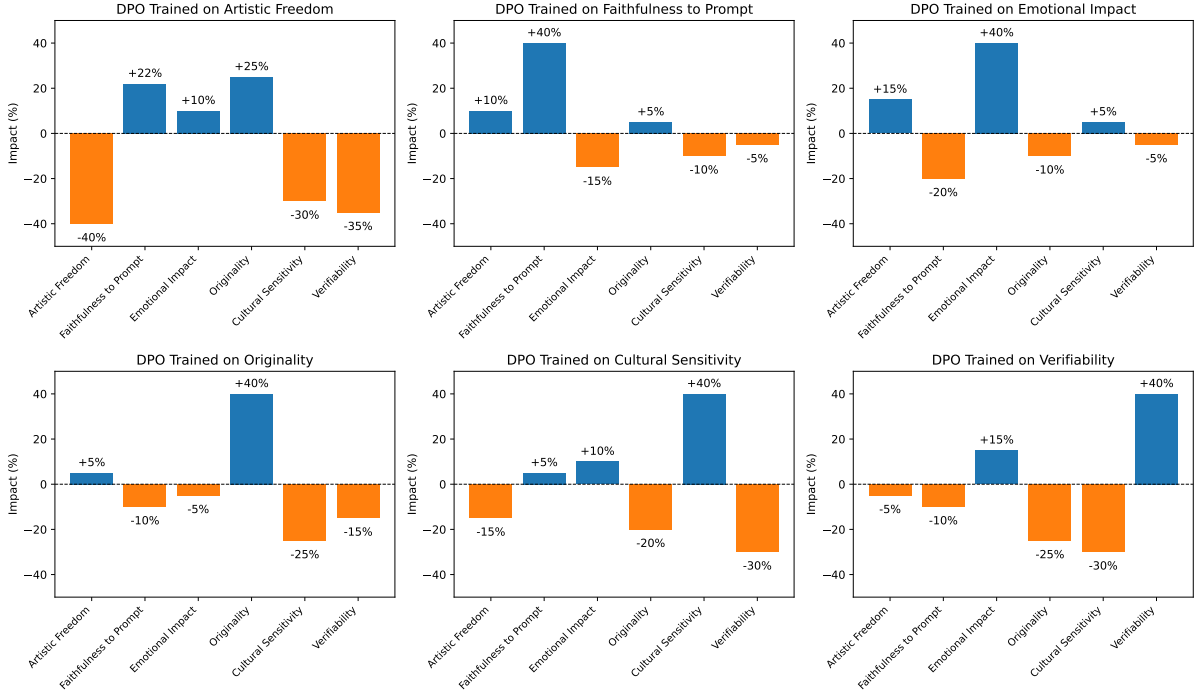 DPO Trained on Artistic Freedom
Impact (%)
40
20
0
−20
−40
-40%
+22%
+10%
+25%
-30%
-35%
Artistic Freedom
Faithfulness to Prompt
Emotional Impact
Originality
Cultural Sensitivity
Verifiability
DPO Trained on Faithfulness to Prompt
Impact (%)
40
20
0
−20
−40
+10%
+40%
-15%
+5%
-10%
-5%
Artistic Freedom
Faithfulness to Prompt
Emotional Impact
Originality
Cultural Sensitivity
Verifiability
DPO Trained on Emotional Impact
Impact (%)
40
20
0
−20
−40
+15%
-20%
+40%
-10%
+5%
-5%
Artistic Freedom
Faithfulness to Prompt
Emotional Impact
Originality
Cultural Sensitivity
Verifiability
DPO Trained on Originality
Impact (%)
40
20
0
−20
−40
+5%
-10%
-5%
+40%
-25%
-15%
Artistic Freedom
Faithfulness to Prompt
Emotional Impact
Originality
Cultural Sensitivity
Verifiability
DPO Trained on Cultural Sensitivity
Impact (%)
40
20
0
−20
−40
-15%
+5%
+10%
-20%
+40%
-30%
Artistic Freedom
Faithfulness to Prompt
Emotional Impact
Originality
Cultural Sensitivity
Verifiability
DPO Trained on Verifiability
Impact (%)
40
20
0
−20
−40
-5%
-10%
+15%
-25%
-30%
+40%
Artistic Freedom
Faithfulness to Prompt
Emotional Impact
Originality
Cultural Sensitivity
Verifiability